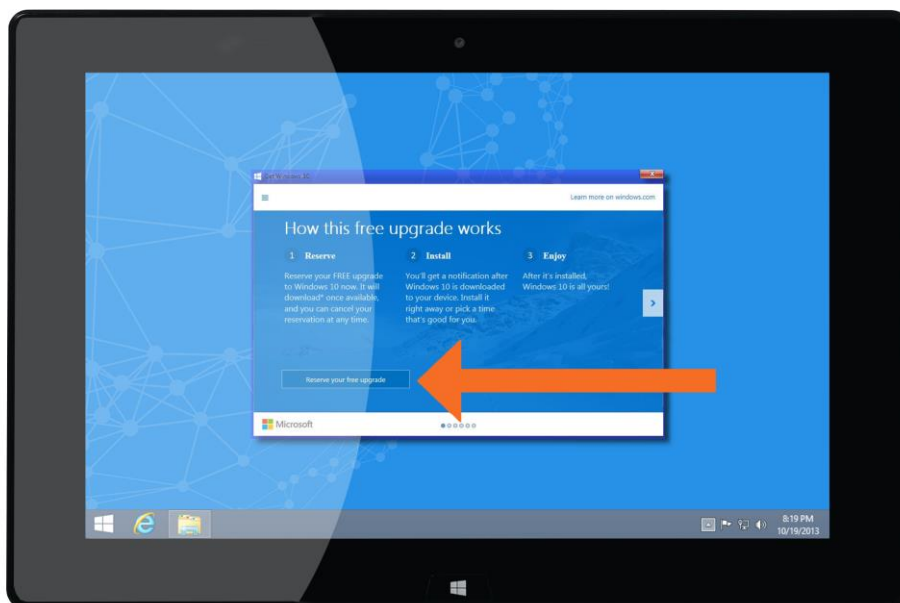 Get Windows 10
Learn more on windows.com
How this free upgrade works
1 Reserve
Reserve your FREE upgrade
to Windows 10 now. It will
download* once available,
and you can cancel your
reservation at any time.
2 Install
You'll get a notification after
Windows 10 is downloaded
to your device. Install it
right away or pick a time
that's good for you.
3 Enjoy
After it's installed,
Windows 10 is all yours!
Reserve your free upgrade
Microsoft
8:19 PM
10/19/2013